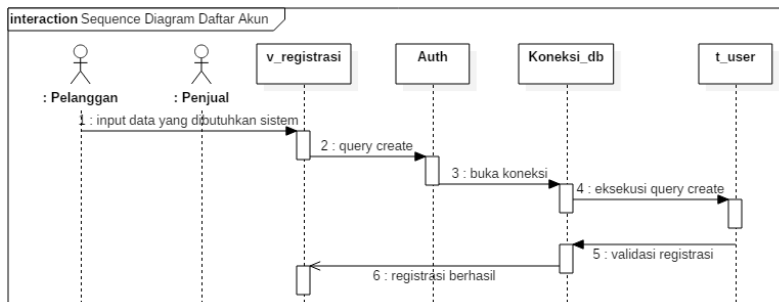 interaction Sequence Diagram Daftar Akun
: Pelanggan
: Penjual
v_registrasi
Auth
Koneksi_db
t_user
1 : input data yang dibutuhkan sistem
2 : query create
3 : buka koneksi
4 : eksekusi query create
5 : validasi registrasi
6 : registrasi berhasil